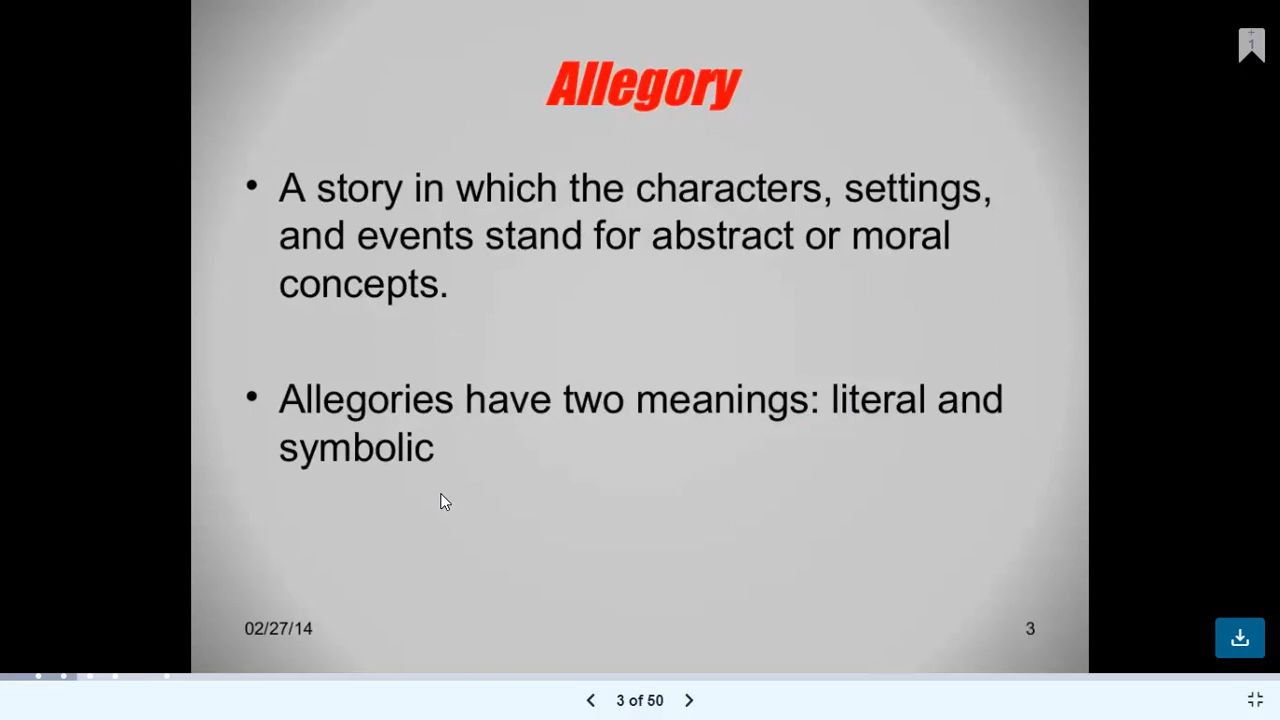 Allegory
• A story in which the characters, settings,
and events stand for abstract or moral
concepts.
• Allegories have two meanings: literal and
symbolic
02/27/14
3
+
1
3 of 50